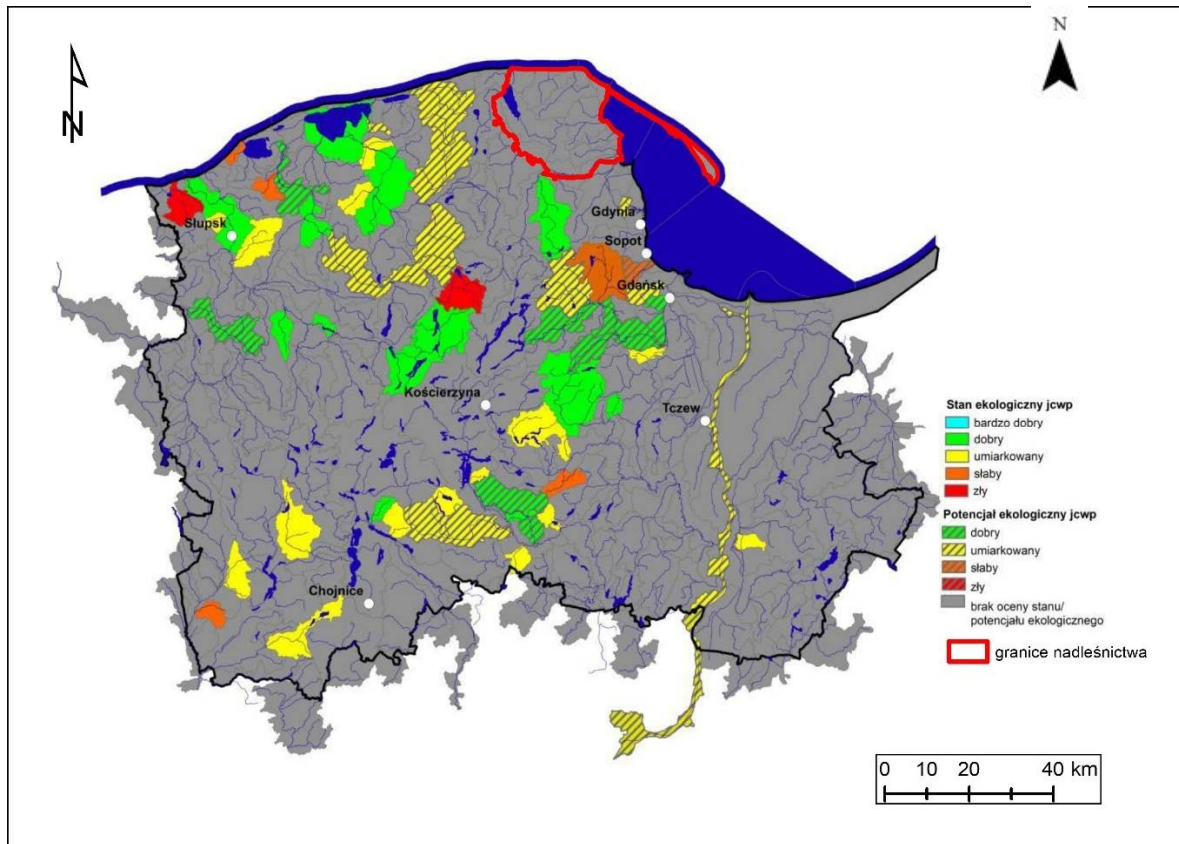 N
N
Gdynia
Słupsk
Sopot
Gdańsk
Kościerzyna
Tczew
Chojnice
Stan ekologiczny jcwp
bardzo dobry
dobry
umiarkowany
słaby
zły
Potencjał ekologiczny jcwp
dobry
umiarkowany
słaby
zły
brak oceny stanu/
potencjału ekologicznego
granice nadleśnictwa
0 10 20 40 km